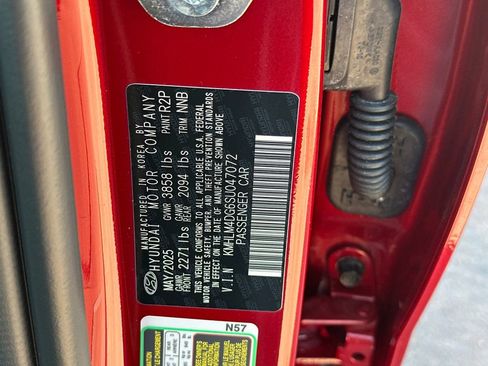 MANUFACTURED IN KOREA BY
HYUNDAI MOTOR COMPANY
MAY/2025 GVWR 3858 lbs PAINT R2P
GAWR FRONT 2271 lbs GAWR REAR 2094 lbs TRIM NNB
THIS VEHICLE CONFORMS TO ALL APPLICABLE U.S.A. FEDERAL
VEHICLE SAFETY, BUMPER, AND THEFT PREVENTION STANDARDS
IN EFFECT ON THE DATE OF MANUFACTURE SHOWN ABOVE
V.I.N KMHLM4DG6SU047072
PASSENGER CAR
N57